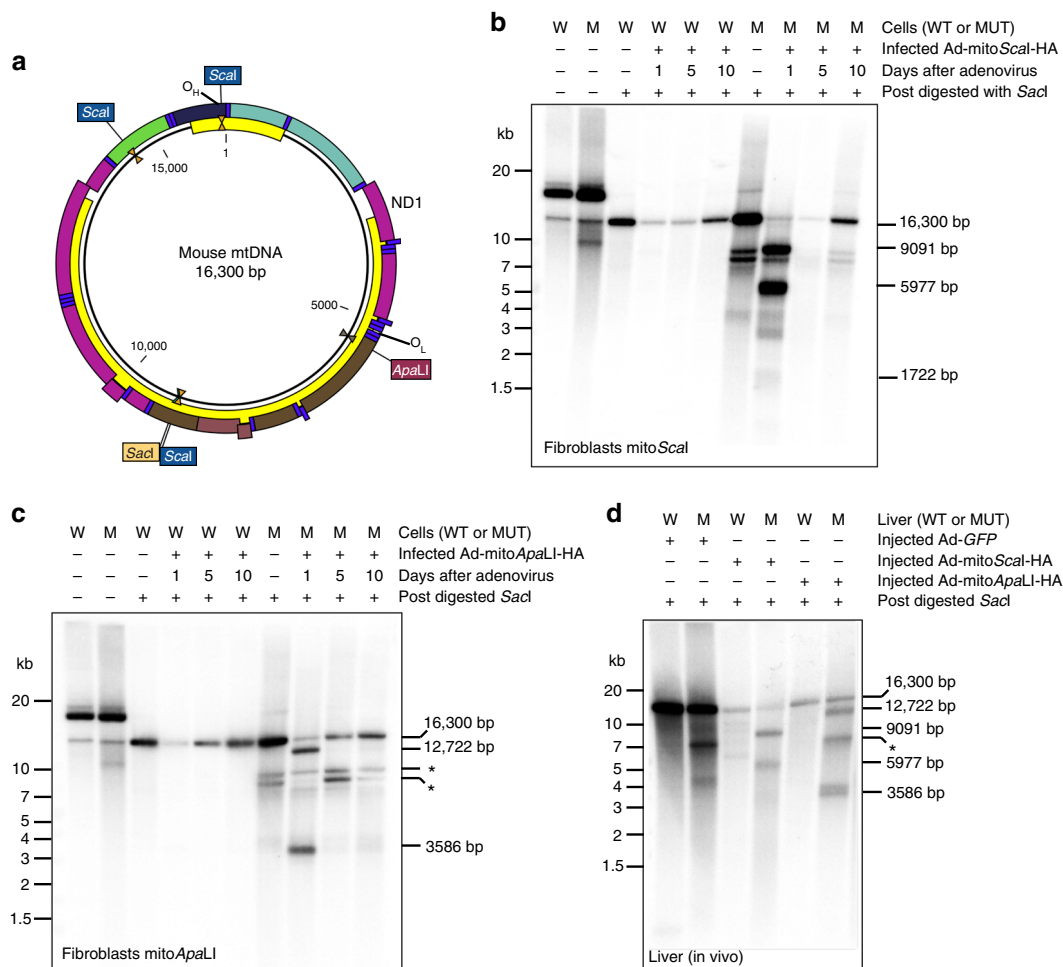 a
ScaI
O_H
ScaI
15,000
1
ND1
Mouse mtDNA
16,300 bp
5000
O_L
10,000
ApaLI
SacI
ScaI
b
W M W W W W M M M M Cells (WT or MUT)
– – – + + + – + + + Infected Ad-mitoScaI-HA
– – – 1 5 10 – 1 5 10 Days after adenovirus
– – + + + + + + + + Post digested with SacI
kb
20
10
7
5
4
3
2
1.5
16,300 bp
9091 bp
5977 bp
1722 bp
Fibroblasts mitoScaI
c
W M W W W W M M M M Cells (WT or MUT)
– – – + + + – + + + Infected Ad-mitoApaLI-HA
– – – 1 5 10 – 1 5 10 Days after adenovirus
– – + + + + + + + + Post digested SacI
kb
20
10
7
5
4
3
2
1.5
16,300 bp
12,722 bp
*
*
3586 bp
Fibroblasts mitoApaLI
d
W M W M W M Liver (WT or MUT)
+ + – – – – Injected Ad-GFP
– – + + – – Injected Ad-mitoScaI-HA
– – – – + + Injected Ad-mitoApaLI-HA
+ + + + + + Post digested SacI
kb
20
10
7
5
4
3
2
1.5
16,300 bp
12,722 bp
9091 bp
*
5977 bp
3586 bp
Liver (in vivo)